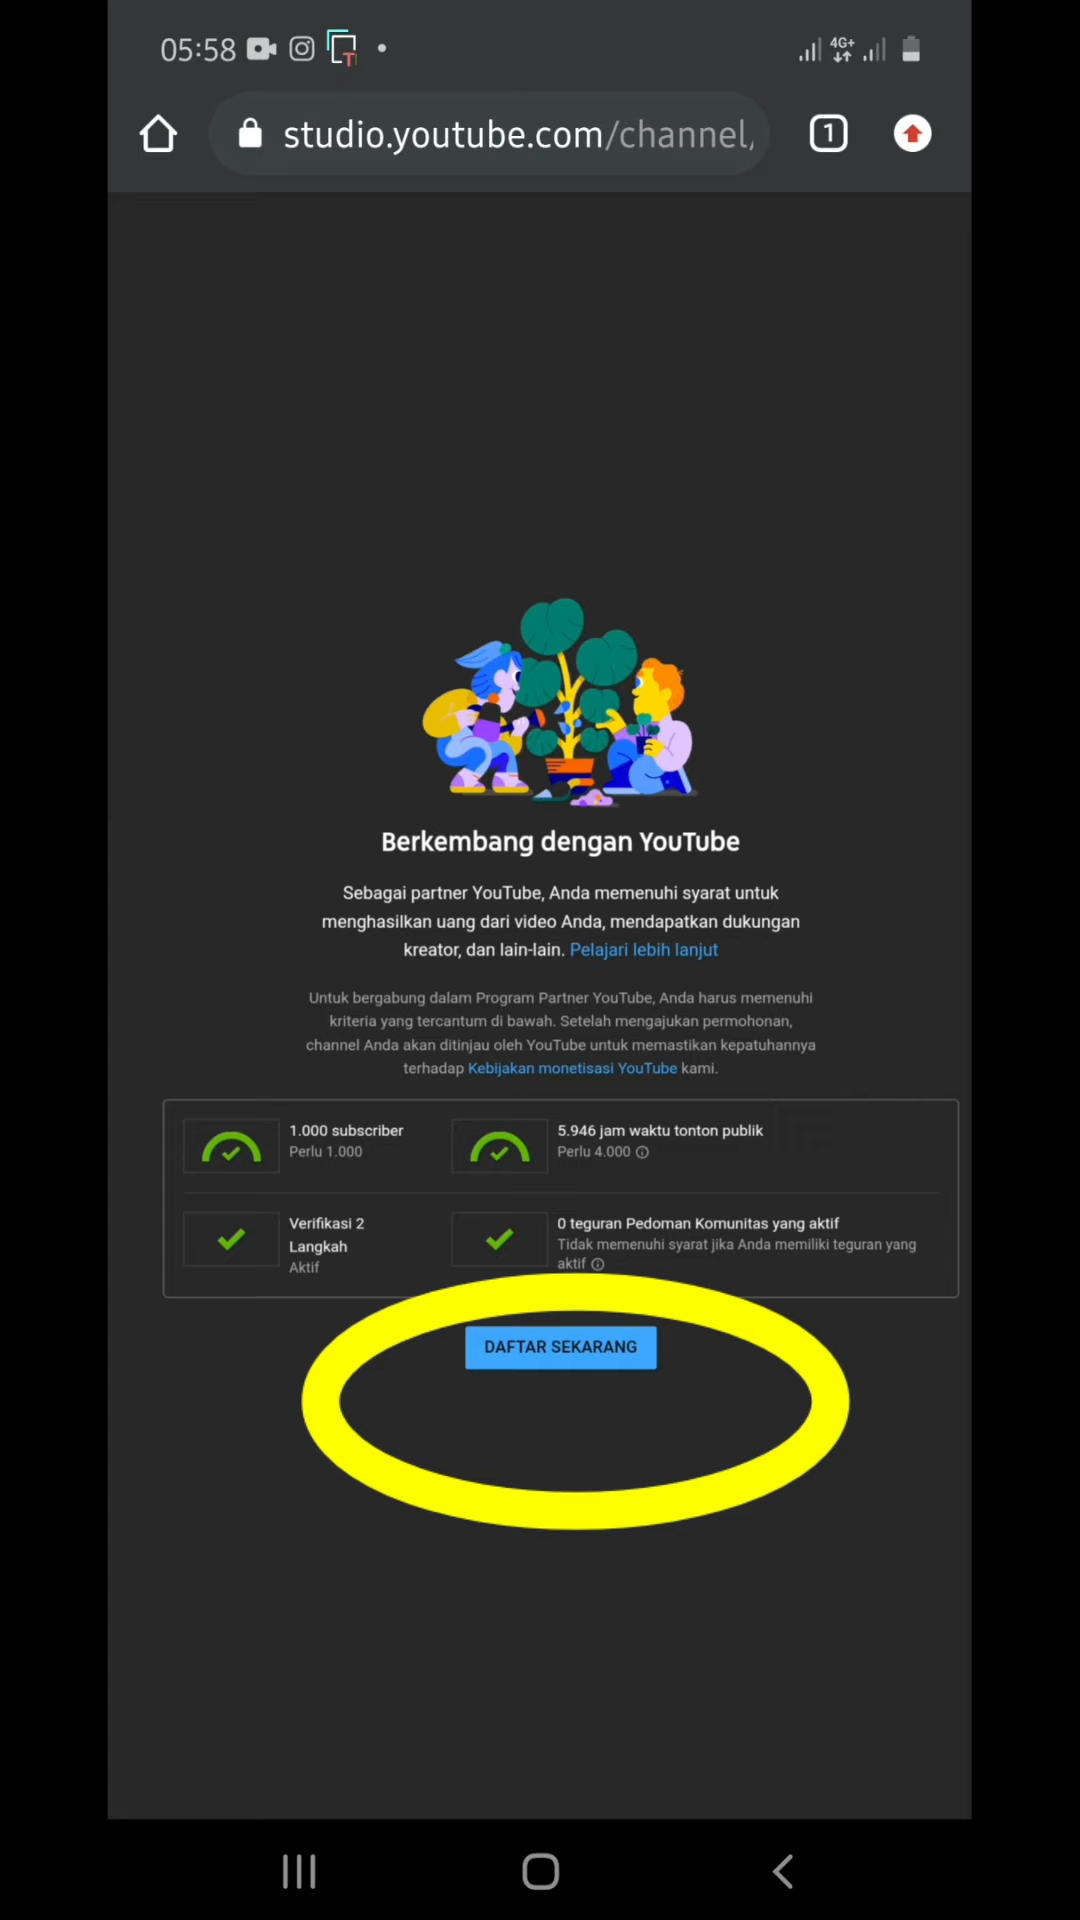 05:58
4G+
studio.youtube.com/channel,
1
Berkembang dengan YouTube
Sebagai partner YouTube, Anda memenuhi syarat untuk
menghasilkan uang dari video Anda, mendapatkan dukungan
kreator, dan lain-lain. Pelajari lebih lanjut
Untuk bergabung dalam Program Partner YouTube, Anda harus memenuhi
kriteria yang tercantum di bawah. Setelah mengajukan permohonan,
channel Anda akan ditinjau oleh YouTube untuk memastikan kepatuhannya
terhadap Kebijakan monetisasi YouTube kami.
1.000 subscriber
Perlu 1.000
5.946 jam waktu tonton publik
Perlu 4.000
Verifikasi 2
Langkah
Aktif
0 teguran Pedoman Komunitas yang aktif
Tidak memenuhi syarat jika Anda memiliki teguran yang
aktif
DAFTAR SEKARANG